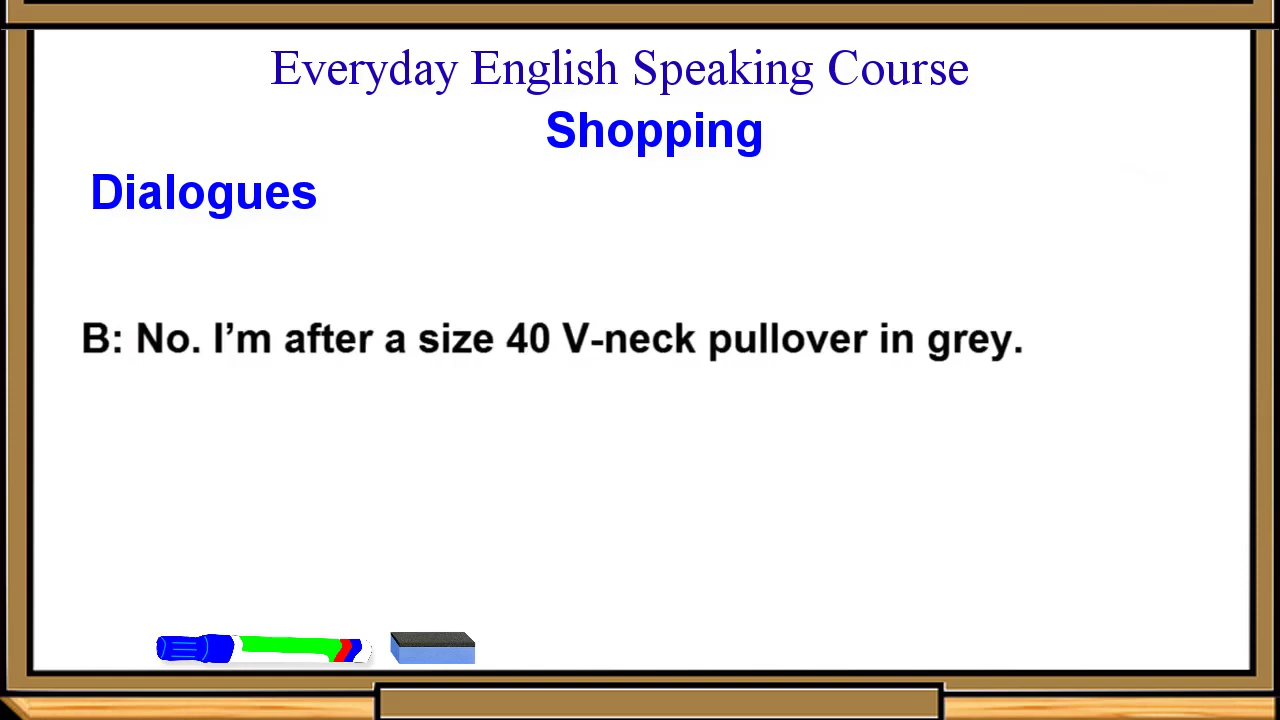 Everyday English Speaking Course
Shopping
Dialogues
B: No. I’m after a size 40 V-neck pullover in grey.